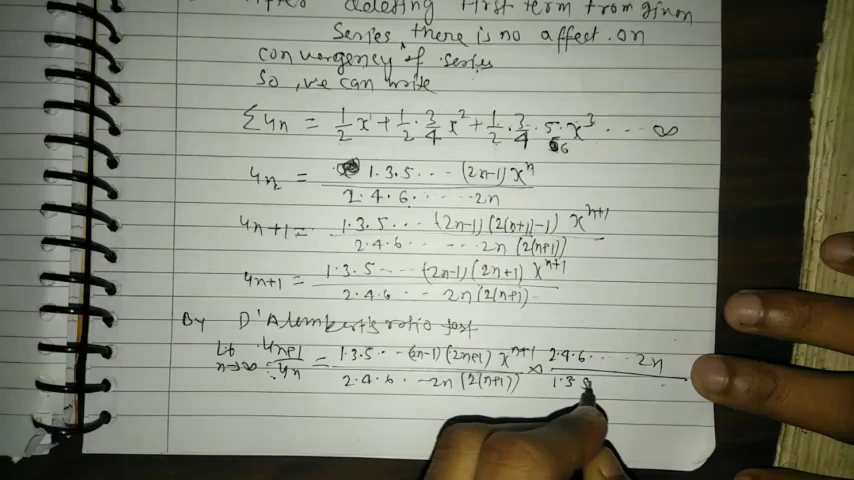 deleting first term from given
series, there is no affect on
convergency of series
So, we can write
Σun = 1/2 x + 1/2 · 3/4 x² + 1/2 · 3/4 · 5/6 x³ ... ∞
un = 1.3.5... (2n-1) x^n / 2.4.6.......2n
un+1 = 1.3.5... (2n-1) (2(n+1)-1) x^n+1 / 2.4.6.....2n (2(n+1))
un+1 = 1.3.5... (2n-1) (2n+1) x^n+1 / 2.4.6...2n (2(n+1))
By D'Alembert's ratio test
Lt n→∞ un+1/un = 1.3.5...(2n-1) (2n+1) x^n+1 / 2.4.6..2n (2(n+1)) × 2.4.6.....2n / 1.3.5